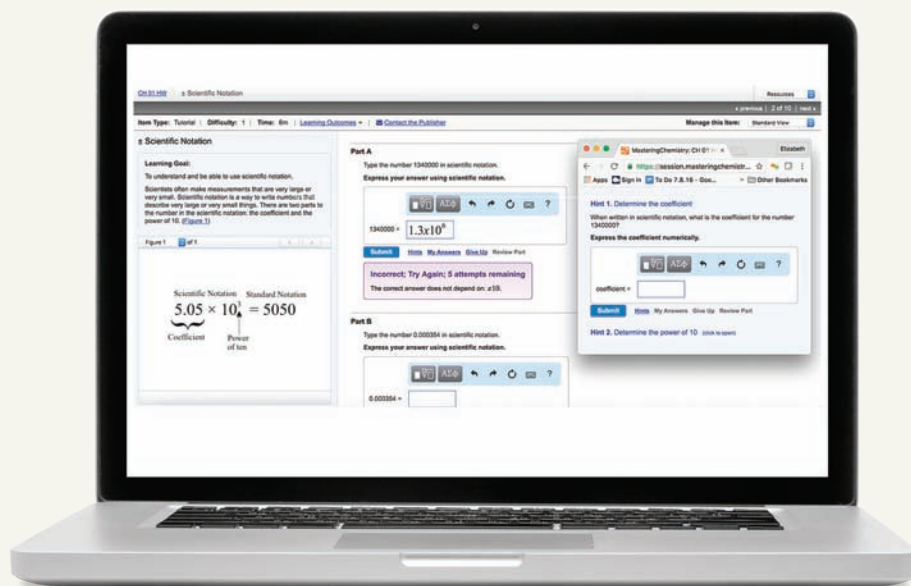 CH 01 HW
± Scientific Notation
Resources
« previous | 2 of 10 | next »
Item Type: Tutorial | Difficulty: 1 | Time: 6m | Learning Outcomes | Contact the Publisher
Manage this Item: Standard View
± Scientific Notation
Learning Goal:
To understand and be able to use scientific notation.
Scientists often make measurements that are very large or
very small. Scientific notation is a way to write numbers that
describe very large or very small things. There are two parts to
the number in the scientific notation: the coefficient and the
power of 10. (Figure 1)
Figure 1 of 1
Scientific Notation Standard Notation
5.05 × 10³ = 5050
Coefficient Power
of ten
Part A
Type the number 1340000 in scientific notation.
Express your answer using scientific notation.
ΑΣΦ ?
1340000 = 1.3x10⁶
Submit Hints My Answers Give Up Review Part
Incorrect; Try Again; 5 attempts remaining
The correct answer does not depend on: x10.
Part B
Type the number 0.000354 in scientific notation.
Express your answer using scientific notation.
ΑΣΦ ?
0.000354 =
MasteringChemistry: CH 01 Elizabeth
https://session.masteringchemistr...
Apps Sign in To Do 7.8.16 - Goo... » Other Bookmarks
Hint 1. Determine the coefficient
When written in scientific notation, what is the coefficient for the number
1340000?
Express the coefficient numerically.
ΑΣΦ ?
coefficient =
Submit Hints My Answers Give Up Review Part
Hint 2. Determine the power of 10 (click to open)